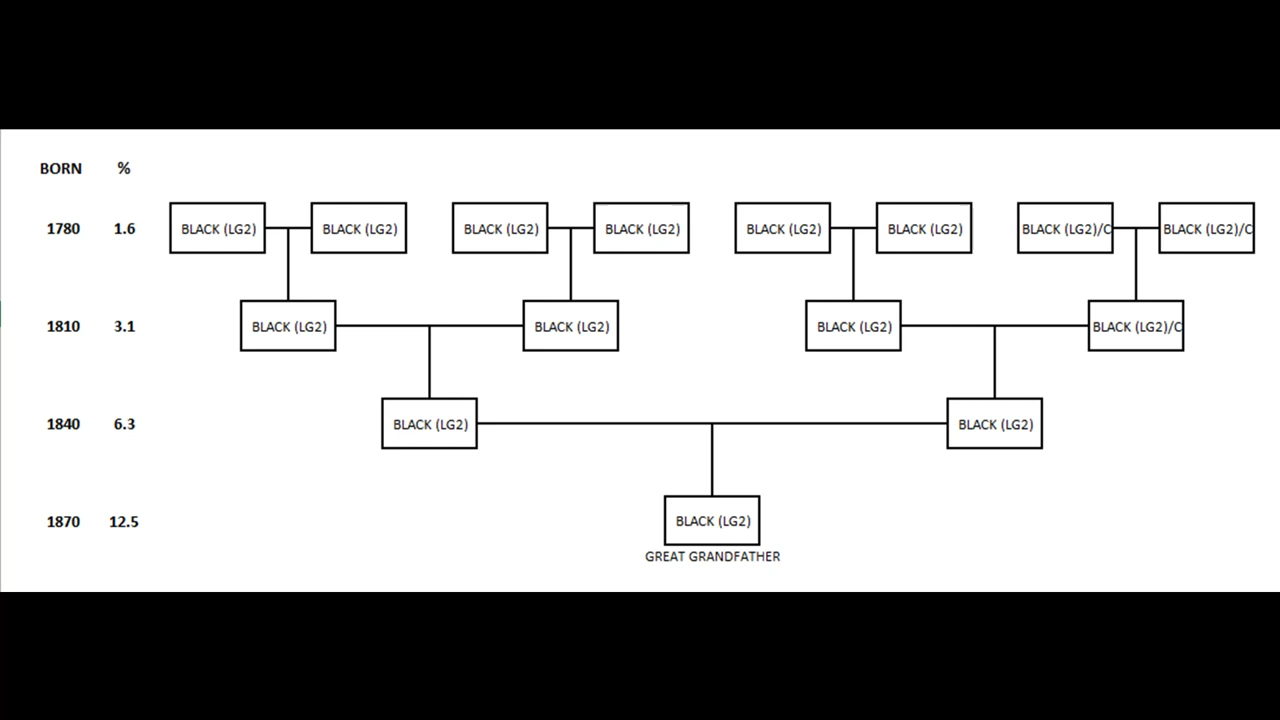 BORN %
1780 1.6 BLACK (LG2) BLACK (LG2) BLACK (LG2) BLACK (LG2) BLACK (LG2) BLACK (LG2) BLACK (LG2)/C BLACK (LG2)/C
1810 3.1 BLACK (LG2) BLACK (LG2) BLACK (LG2) BLACK (LG2)/C
1840 6.3 BLACK (LG2) BLACK (LG2)
1870 12.5 BLACK (LG2)
GREAT GRANDFATHER